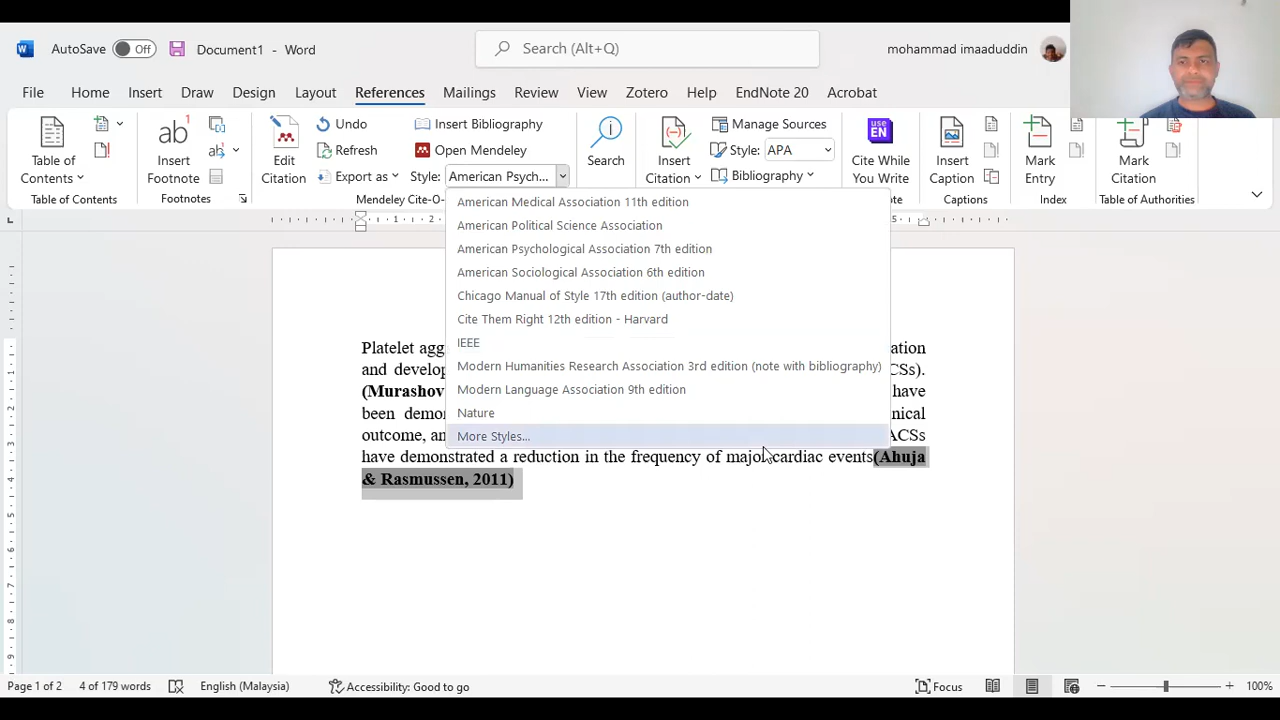 AutoSave Off Document1 - Word Search (Alt+Q) mohammad imaaduddin
File Home Insert Draw Design Layout References Mailings Review View Zotero Help EndNote 20 Acrobat
Table of Contents
Insert Footnote
ab
Table of Contents
Footnote
Edit Citation
Undo
Refresh
Export as
Insert Bibliography
Open Mendeley
Style: American Psych...
Mendeley Cite-O-
Search
Insert Citation
Manage Sources
Style: APA
Bibliography
use EN
Cite While You
Insert Caption
Captions
Mark Entry
Index
Mark Citation
Table of Authorities
American Medical Association 11th edition
American Political Science Association
American Psychological Association 7th edition
American Sociological Association 6th edition
Chicago Manual of Style 17th edition (author-date)
Cite Them Right 12th edition - Harvard
IEEE
Modern Humanities Research Association 3rd edition (note with bibliography)
Modern Language Association 9th edition
Nature
More Styles...
Platelet agg ation
and develop CSs).
(Murashov have
been demon nical
outcome, an ACSs
have demonstrated a reduction in the frequency of major cardiac events(Ahuja
& Rasmussen, 2011)
Page 1 of 2 4 of 179 words English (Malaysia) Accessibility: Good to go Focus 100%